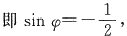 即 sin φ=-1/2,